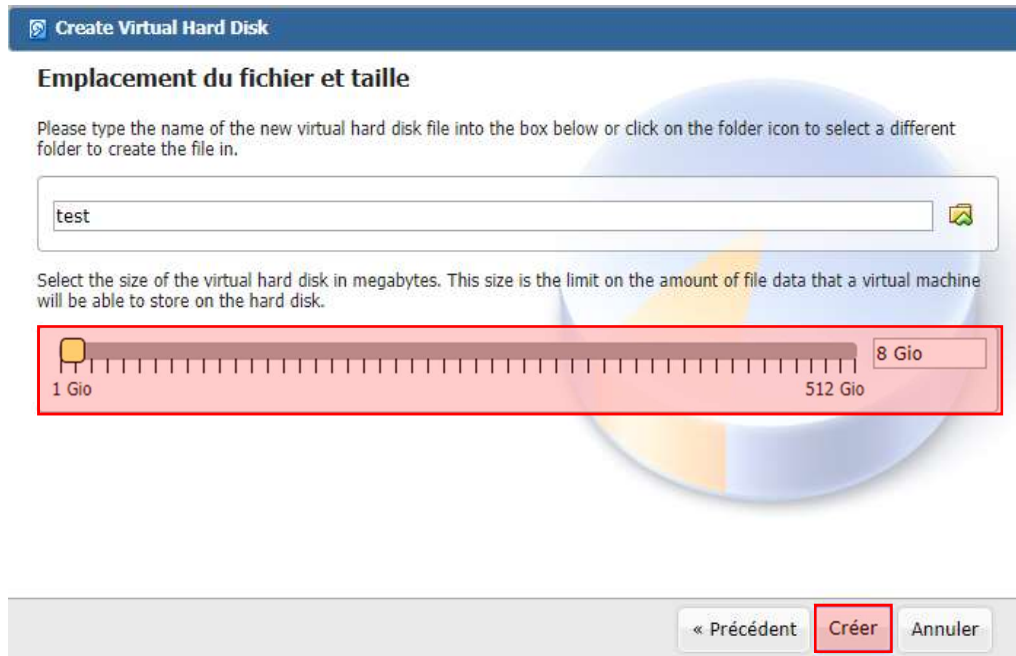 Create Virtual Hard Disk
Emplacement du fichier et taille
Please type the name of the new virtual hard disk file into the box below or click on the folder icon to select a different
folder to create the file in.
test
Select the size of the virtual hard disk in megabytes. This size is the limit on the amount of file data that a virtual machine
will be able to store on the hard disk.
8 Gio
1 Gio 512 Gio
« Précédent Créer Annuler